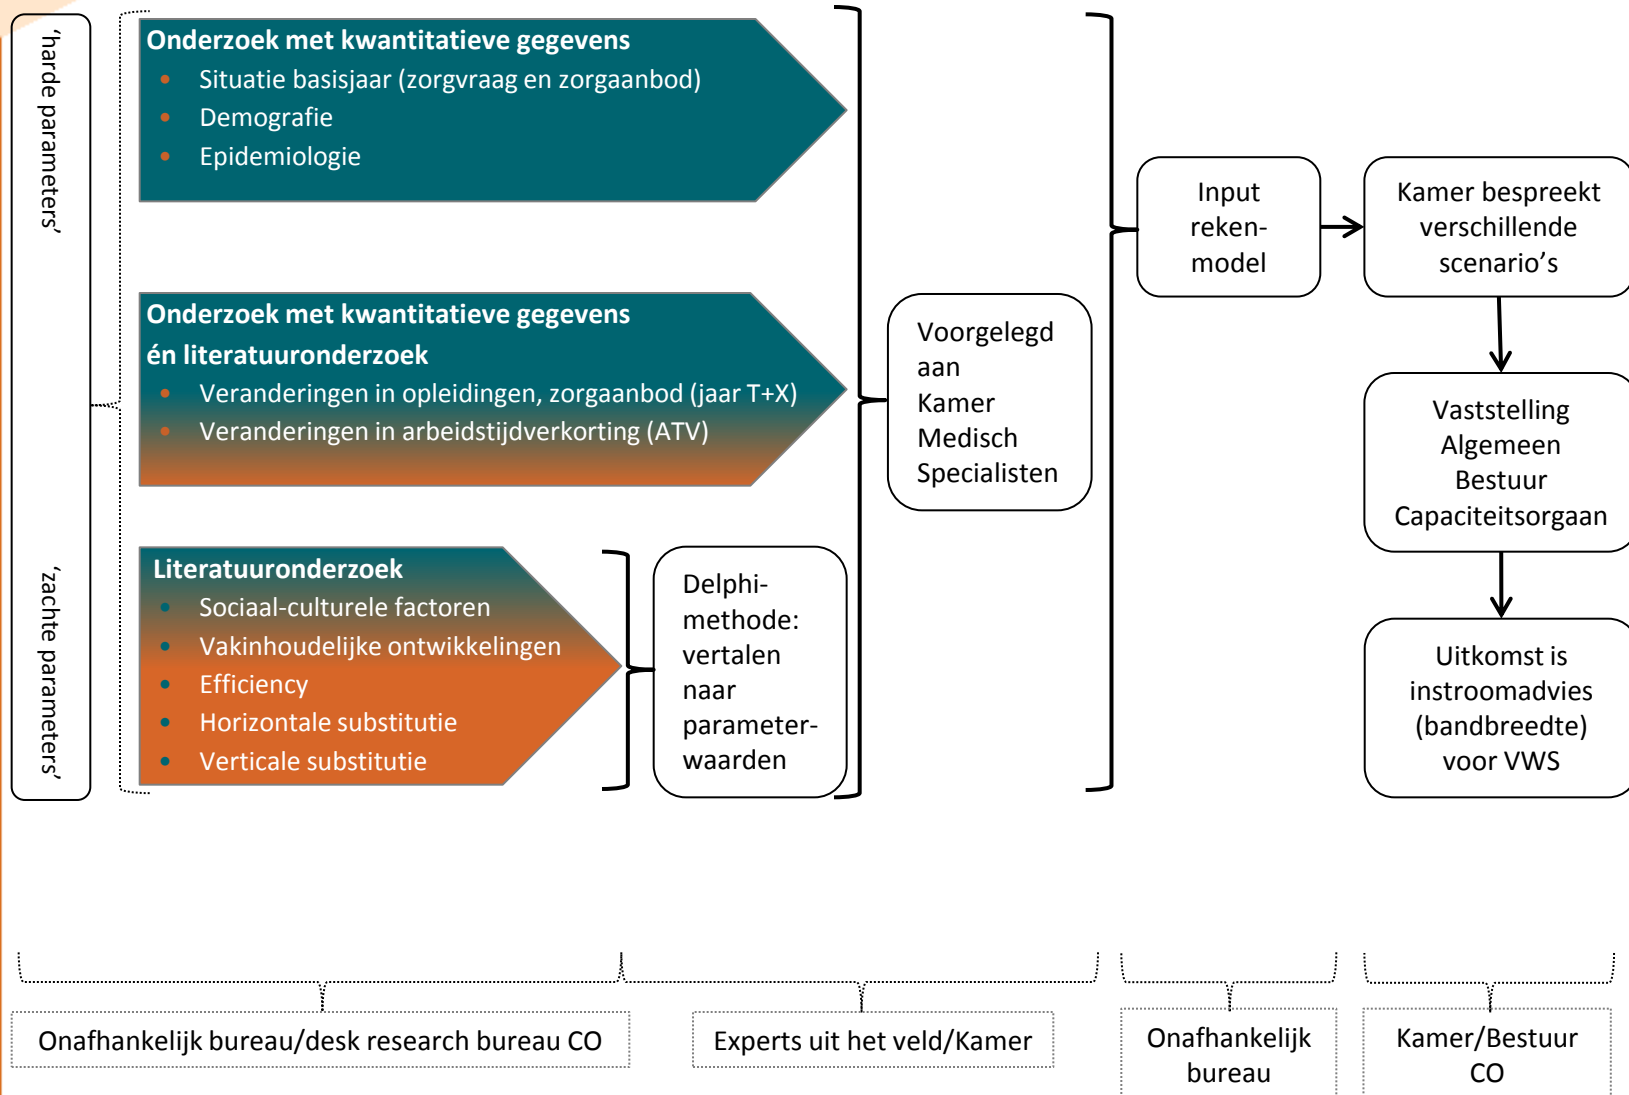 ‘harde parameters’
‘zachte parameters’
Onderzoek met kwantitatieve gegevens
• Situatie basisjaar (zorgvraag en zorgaanbod)
• Demografie
• Epidemiologie
Onderzoek met kwantitatieve gegevens
én literatuuronderzoek
• Veranderingen in opleidingen, zorgaanbod (jaar T+X)
• Veranderingen in arbeidstijdverkorting (ATV)
Literatuuronderzoek
• Sociaal-culturele factoren
• Vakinhoudelijke ontwikkelingen
• Efficiency
• Horizontale substitutie
• Verticale substitutie
Delphi-
methode:
vertalen
naar
parameter-
waarden
Voorgelegd
aan
Kamer
Medisch
Specialisten
Input
reken-
model
Kamer bespreekt
verschillende
scenario’s
Vaststelling
Algemeen
Bestuur
Capaciteitsorgaan
Uitkomst is
instroomadvies
(bandbreedte)
voor VWS
Onafhankelijk bureau/desk research bureau CO
Experts uit het veld/Kamer
Onafhankelijk
bureau
Kamer/Bestuur
CO